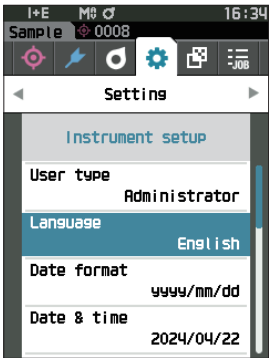 I+E M0 16:34
Sample 0008
-JOB
Setting
Instrument setup
User type
Administrator
Language
English
Date format
yyyy/mm/dd
Date & time
2024/04/22